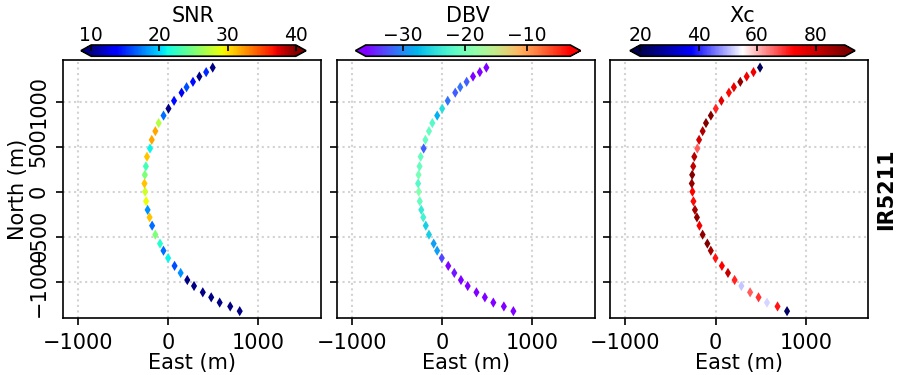 SNR DBV Xc
10 20 30 40 −30 −20 −10 20 40 60 80
North (m)
1000
500
0
−500
−1000
IR5211
−1000 0 1000 −1000 0 1000 −1000 0 1000
East (m) East (m) East (m)